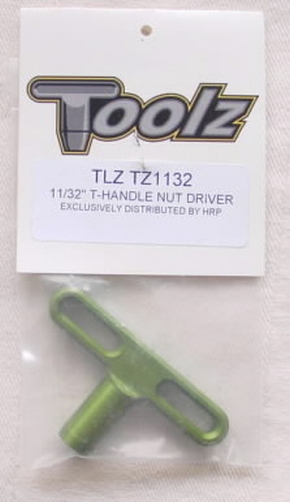 Toolz
TLZ TZ1132
11/32" T-HANDLE NUT DRIVER
EXCLUSIVELY DISTRIBUTED BY HRP